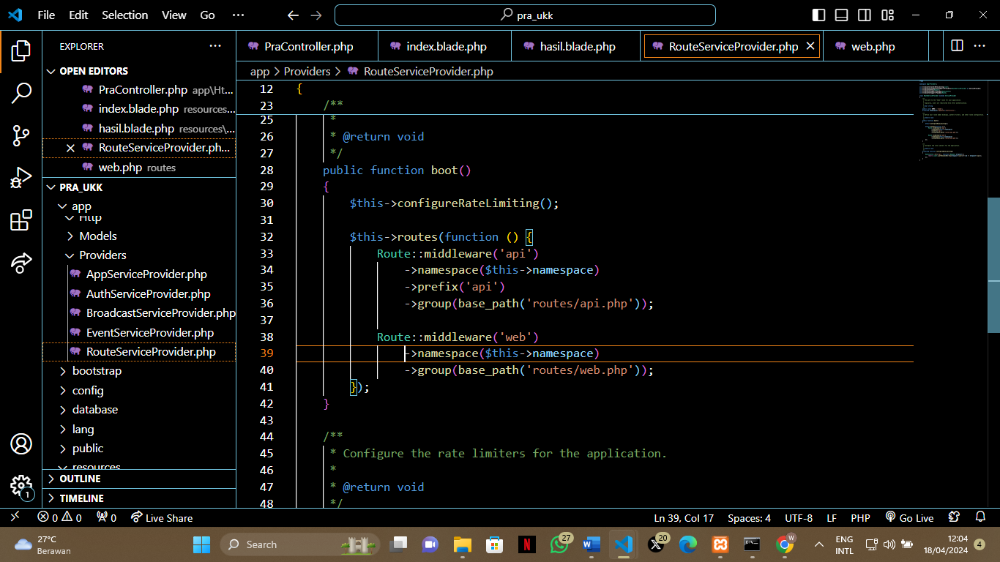 File Edit Selection View Go ··· pra_ukk
EXPLORER ···
OPEN EDITORS
PraController.php app\Ht...
index.blade.php resources...
hasil.blade.php resources\...
RouteServiceProvider.ph...
web.php routes
PRA_UKK
app
Http
Models
Providers
AppServiceProvider.php
AuthServiceProvider.php
BroadcastServiceProvider.php
EventServiceProvider.php
RouteServiceProvider.php
bootstrap
config
database
lang
public
resources
OUTLINE
TIMELINE
PraController.php index.blade.php hasil.blade.php RouteServiceProvider.php web.php ···
app > Providers > RouteServiceProvider.php
12 {
23 /**
25 *
26 * @return void
27 */
28 public function boot()
29 {
30 $this->configureRateLimiting();
31
32 $this->routes(function () {
33 Route::middleware('api')
34 ->namespace($this->namespace)
35 ->prefix('api')
36 ->group(base_path('routes/api.php'));
37
38 Route::middleware('web')
39 ->namespace($this->namespace)
40 ->group(base_path('routes/web.php'));
41 });
42 }
43
44 /**
45 * Configure the rate limiters for the application.
46 *
47 * @return void
48 */
1
0 0 0 Live Share Ln 39, Col 17 Spaces: 4 UTF-8 LF PHP Go Live
27°C
Berawan
Search
N
27
W
X
20
W
ENG
INTL
12:04
18/04/2024
4